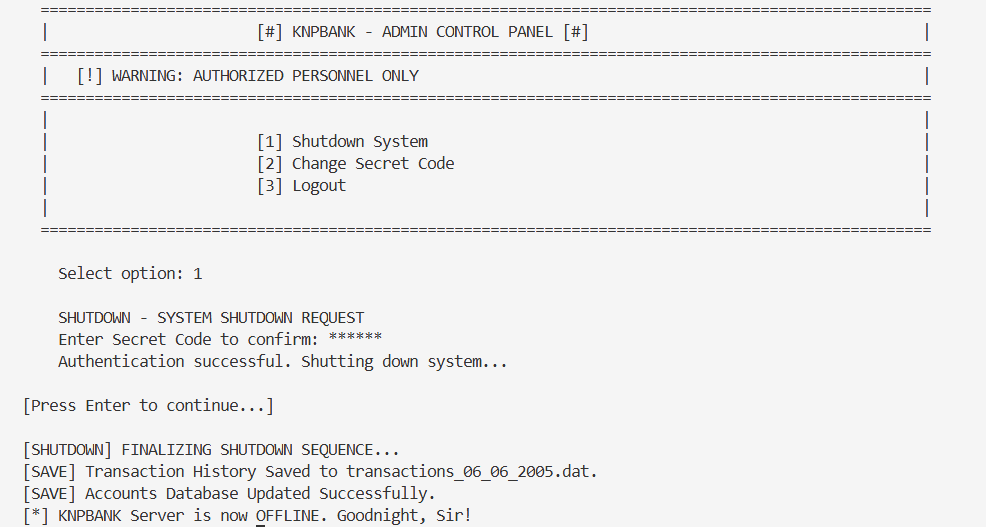 ===================================================================================================
| [#] KNPBANK - ADMIN CONTROL PANEL [#] |
===================================================================================================
| [!] WARNING: AUTHORIZED PERSONNEL ONLY |
===================================================================================================
| |
| [1] Shutdown System |
| [2] Change Secret Code |
| [3] Logout |
| |
===================================================================================================
Select option: 1
SHUTDOWN - SYSTEM SHUTDOWN REQUEST
Enter Secret Code to confirm: ******
Authentication successful. Shutting down system...
[Press Enter to continue...]
[SHUTDOWN] FINALIZING SHUTDOWN SEQUENCE...
[SAVE] Transaction History Saved to transactions_06_06_2005.dat.
[SAVE] Accounts Database Updated Successfully.
[*] KNPBANK Server is now OFFLINE. Goodnight, Sir!